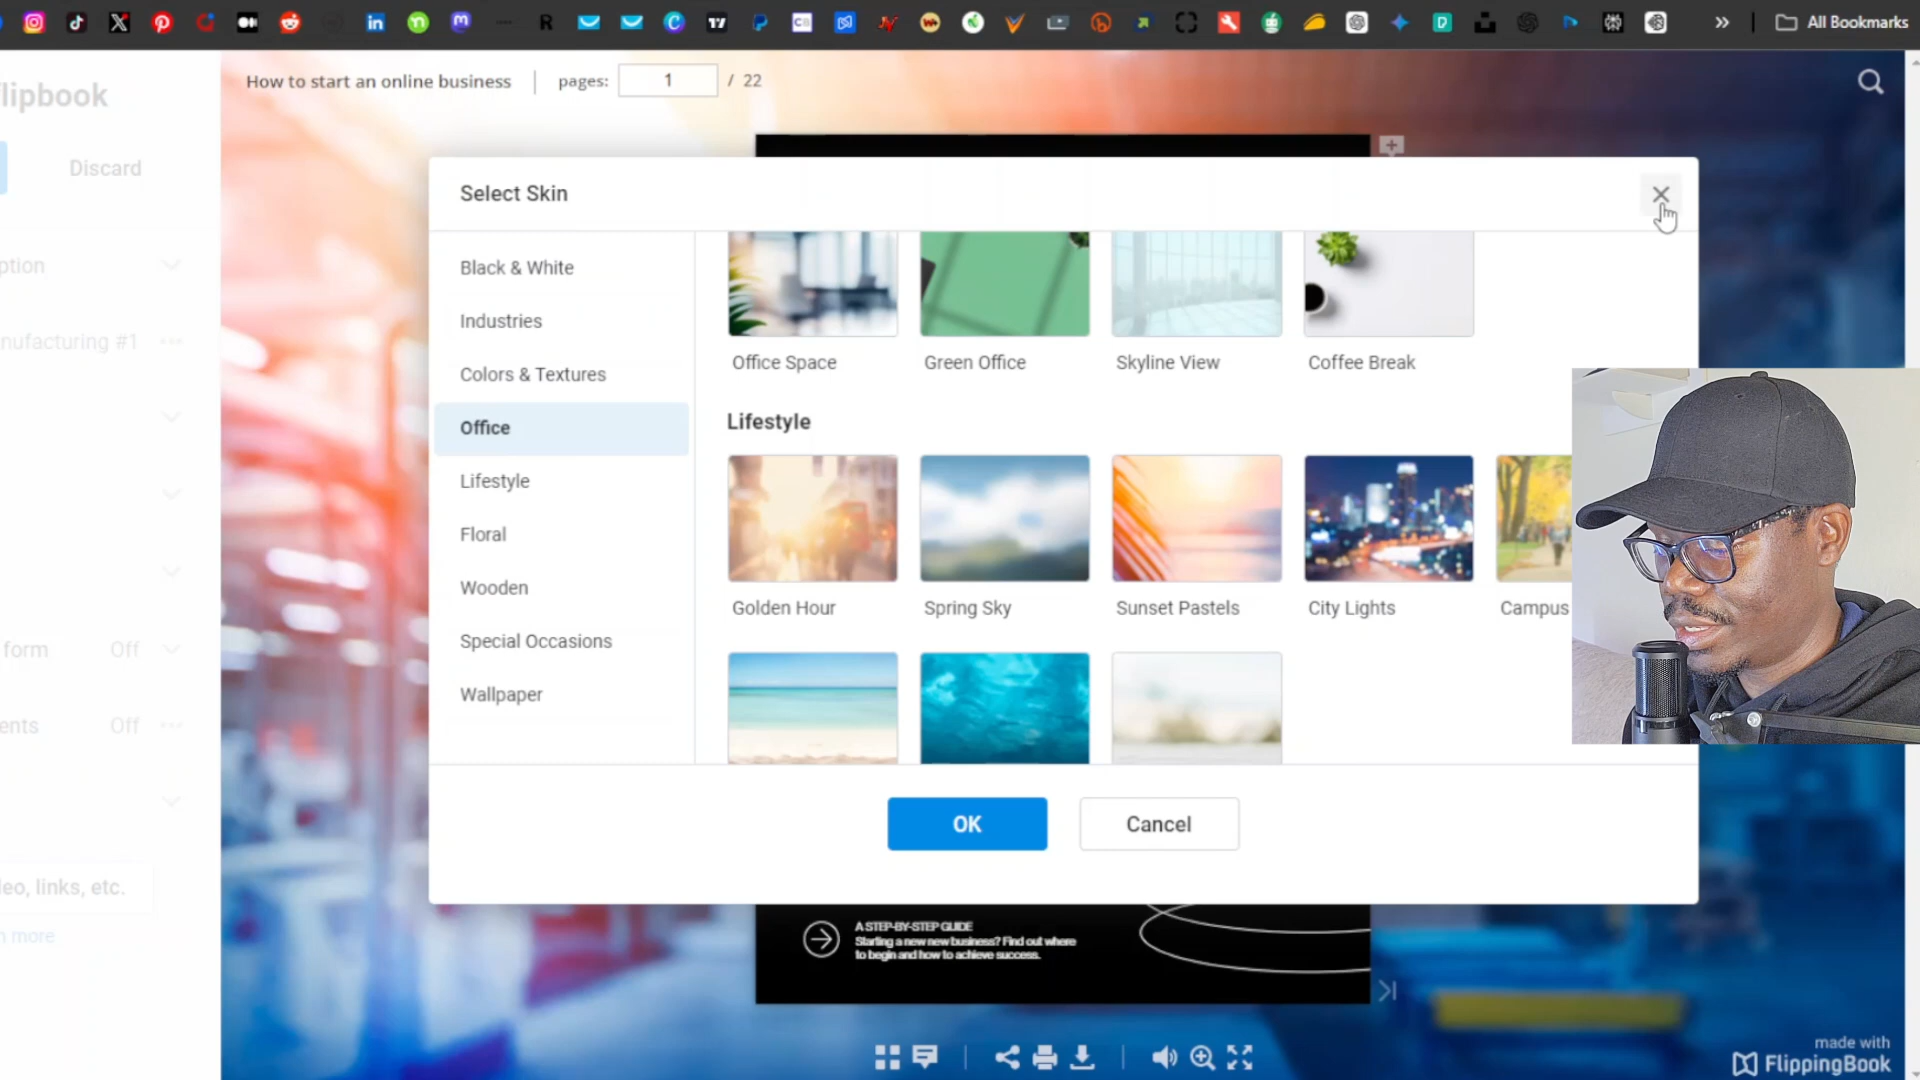 All Bookmarks
How to start an online business
pages: 1 / 22
lipbook
Discard
ption
nufacturing #1
form Off
ents Off
leo, links, etc.
n more
Select Skin
Black & White
Industries
Colors & Textures
Office
Lifestyle
Floral
Wooden
Special Occasions
Wallpaper
Office Space
Green Office
Skyline View
Coffee Break
Lifestyle
Golden Hour
Spring Sky
Sunset Pastels
City Lights
Campus
OK
Cancel
A STEP-BY-STEP GUIDE
Starting a new new business? Find out where
to begin and how to achieve success.
made with
FlippingBook